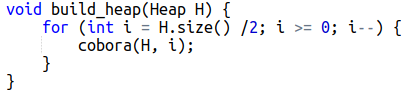 void build_heap(Heap H) {
    for (int i = H.size() /2; i >= 0; i--) {
        cobora(H, i);
    }
}